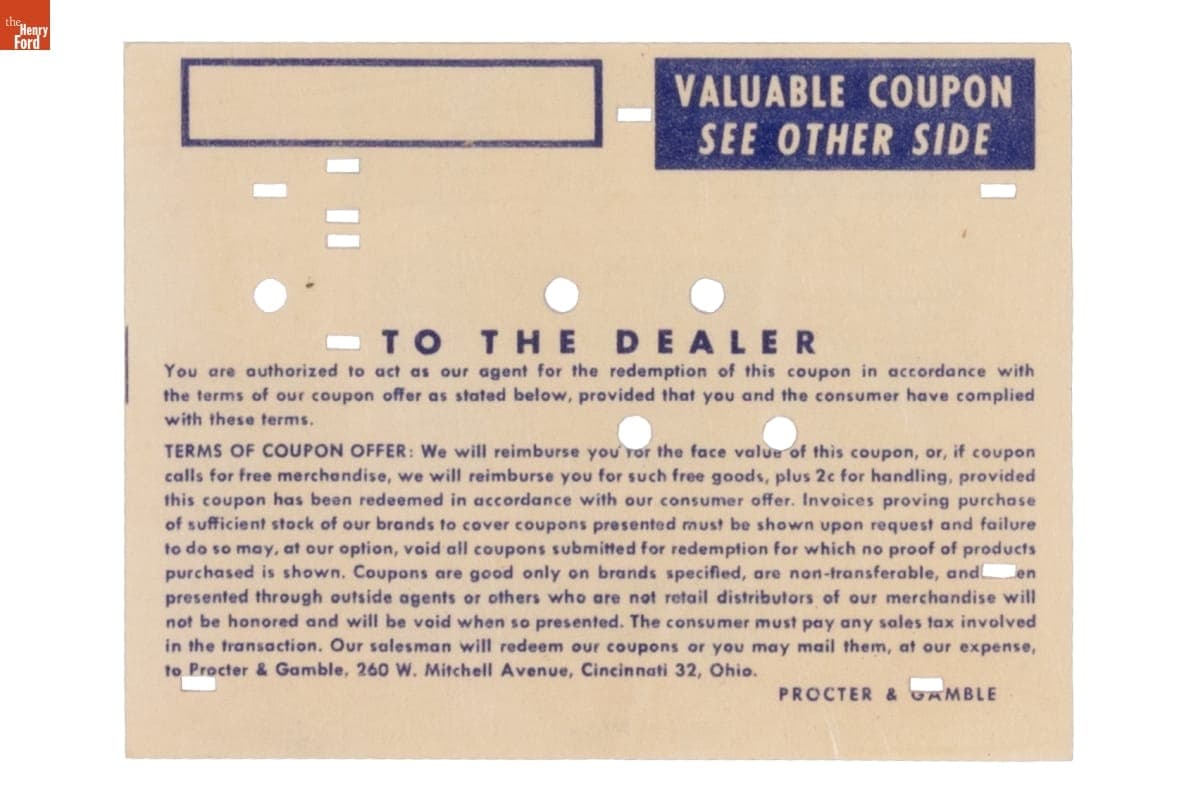 the
Henry
Ford
VALUABLE COUPON
SEE OTHER SIDE
TO THE DEALER
You are authorized to act as our agent for the redemption of this coupon in accordance with
the terms of our coupon offer as stated below, provided that you and the consumer have complied
with these terms.
TERMS OF COUPON OFFER: We will reimburse you for the face value of this coupon, or, if coupon
calls for free merchandise, we will reimburse you for such free goods, plus 2c for handling, provided
this coupon has been redeemed in accordance with our consumer offer. Invoices proving purchase
of sufficient stock of our brands to cover coupons presented must be shown upon request and failure
to do so may, at our option, void all coupons submitted for redemption for which no proof of products
purchased is shown. Coupons are good only on brands specified, are non-transferable, and
presented through outside agents or others who are not retail distributors of our merchandise will
not be honored and will be void when so presented. The consumer must pay any sales tax involved
in the transaction. Our salesman will redeem our coupons or you may mail them, at our expense,
to Procter & Gamble, 260 W. Mitchell Avenue, Cincinnati 32, Ohio.
PROCTER & GAMBLE